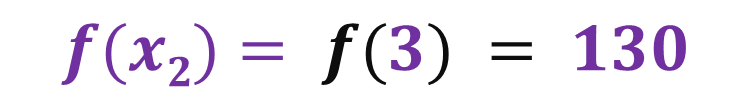 f(x₂) = f(3) = 130